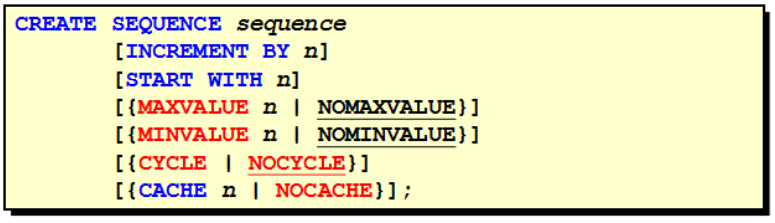 CREATE SEQUENCE sequence
[INCREMENT BY n]
[START WITH n]
[{MAXVALUE n | NOMAXVALUE}]
[{MINVALUE n | NOMINVALUE}]
[{CYCLE | NOCYCLE}]
[{CACHE n | NOCACHE}];